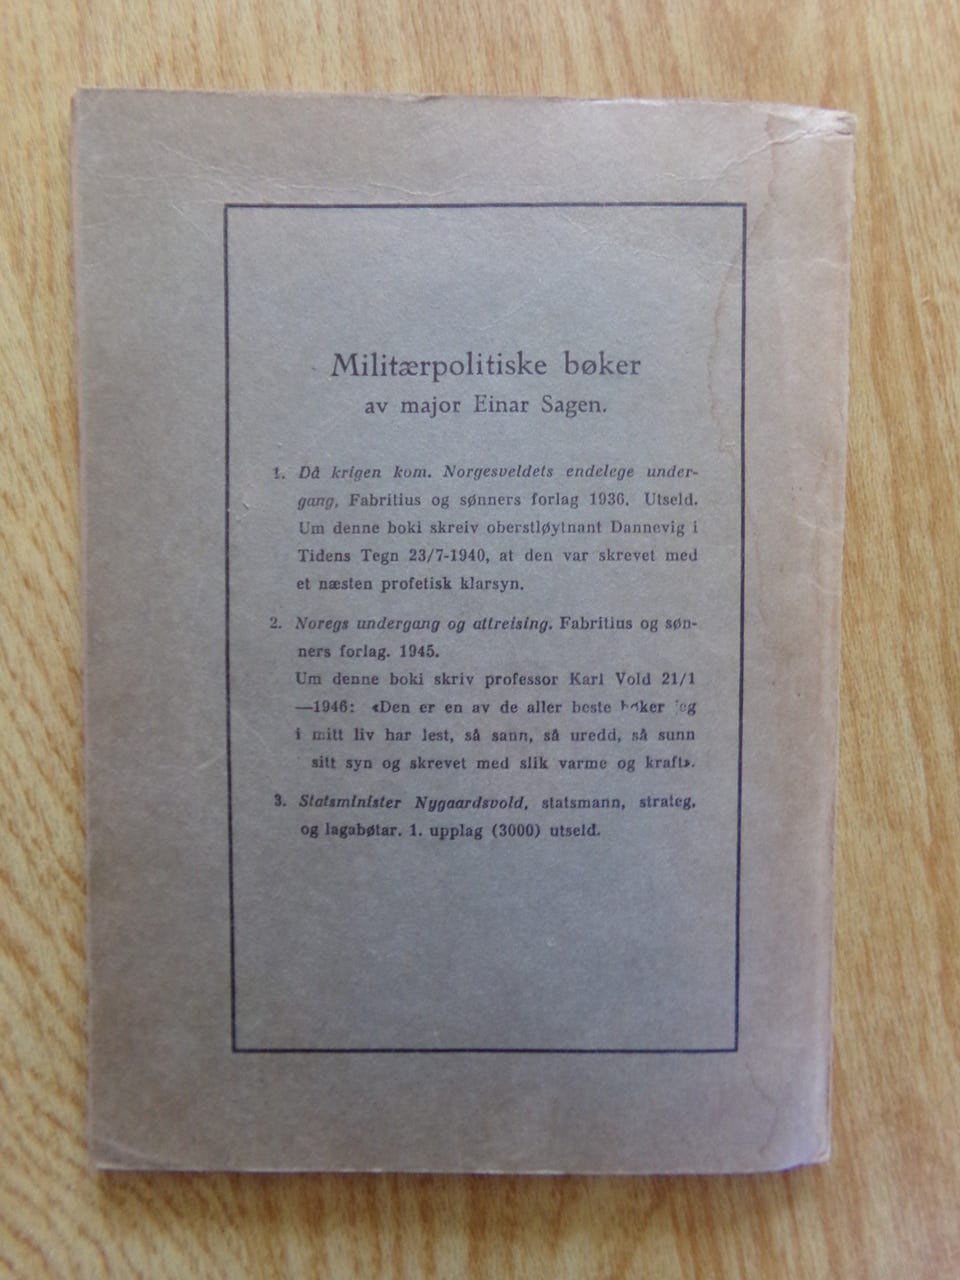 Militærpolitiske bøker
av major Einar Sagen.
1. Då krigen kom. Norgesveldets endelege under-
gang, Fabritius og sønners forlag 1936. Utseld.
Um denne boki skreiv oberstløytnant Dannevig i
Tidens Tegn 23/7-1940, at den var skrevet med
et næsten profetisk klarsyn.
2. Noregs undergang og attreising. Fabritius og søn-
ners forlag. 1945.
Um denne boki skriv professor Karl Vold 21/1
—1946: «Den er en av de aller beste bøker jeg
i mitt liv har lest, så sann, så uredd, så sunn
sitt syn og skrevet med slik varme og kraft».
3. Statsminister Nygaardsvold, statsmann, strateg,
og lagabøtar. 1. upplag (3000) utseld.